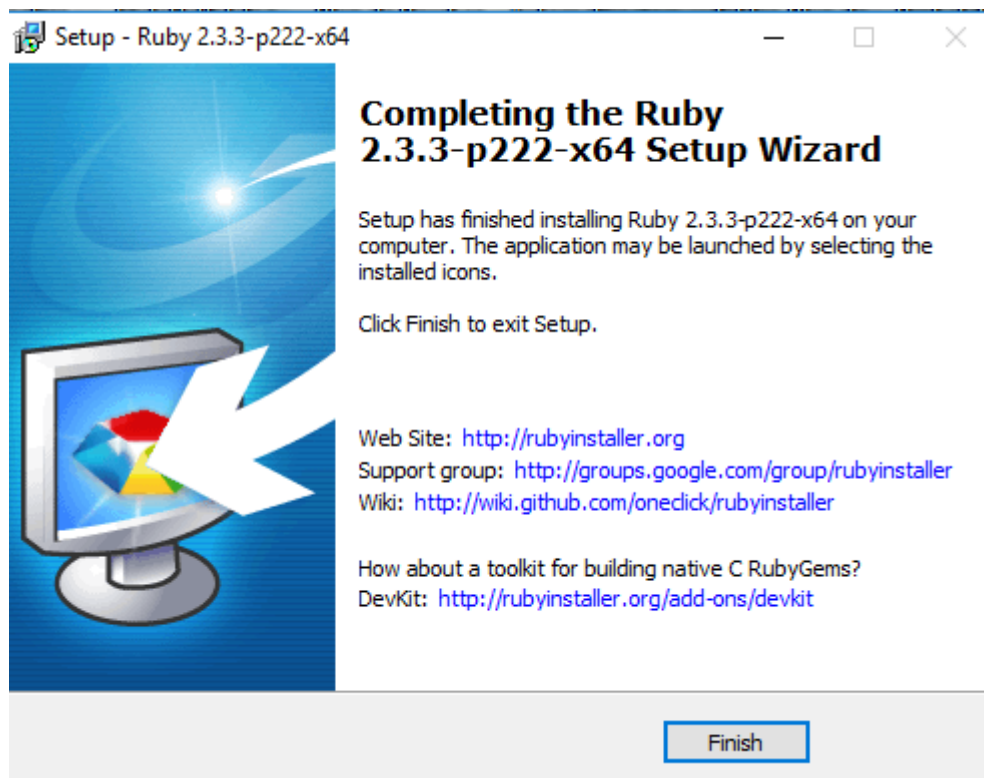 Setup - Ruby 2.3.3-p222-x64
Completing the Ruby
2.3.3-p222-x64 Setup Wizard
Setup has finished installing Ruby 2.3.3-p222-x64 on your
computer. The application may be launched by selecting the
installed icons.
Click Finish to exit Setup.
Web Site: http://rubyinstaller.org
Support group: http://groups.google.com/group/rubyinstaller
Wiki: http://wiki.github.com/oneclick/rubyinstaller
How about a toolkit for building native C RubyGems?
DevKit: http://rubyinstaller.org/add-ons/devkit
Finish